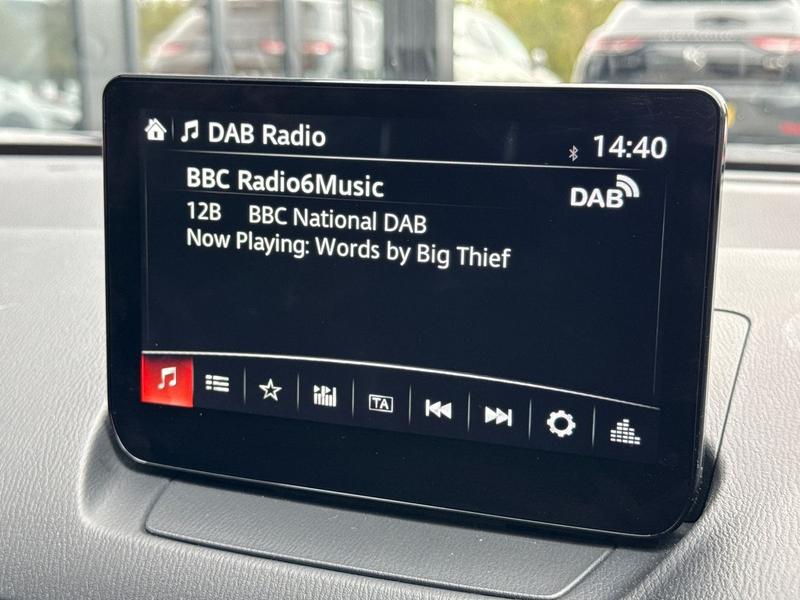 DAB Radio 14:40
BBC Radio6Music DAB
12B BBC National DAB
Now Playing: Words by Big Thief
TA